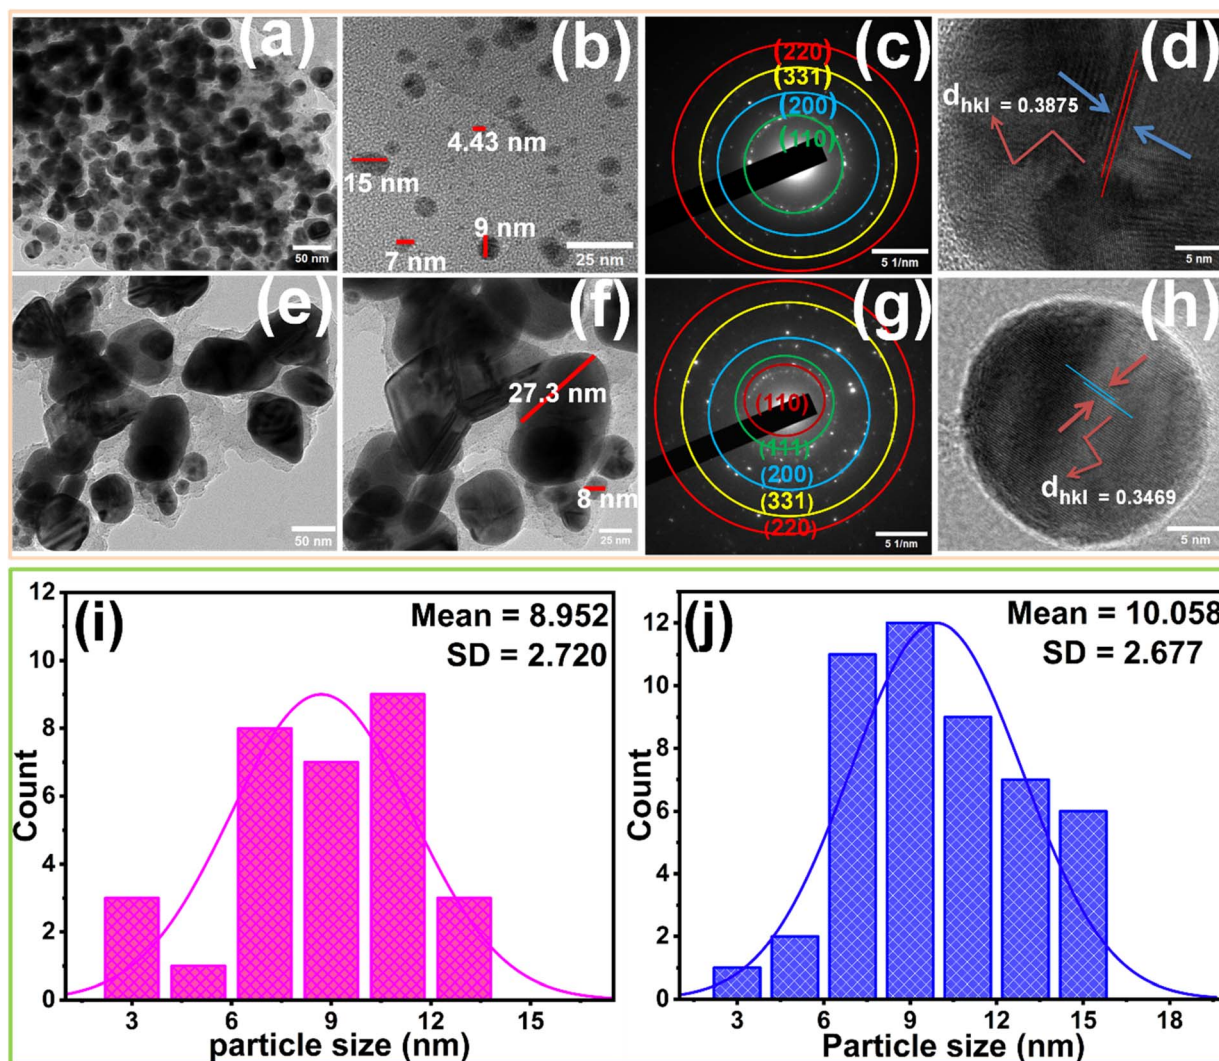 (a)
50 nm
(b)
4.43 nm
15 nm
9 nm
7 nm
25 nm
(c)
(220)
(331)
(200)
(110)
5 1/nm
(d)
dhkl = 0.3875
5 nm
(e)
50 nm
(f)
27.3 nm
8 nm
25 nm
(g)
(110)
(111)
(200)
(331)
(220)
5 1/nm
(h)
dhkl = 0.3469
5 nm
(i)
Mean = 8.952
SD = 2.720
Count
12
10
8
6
4
2
0
3 6 9 12 15
particle size (nm)
(j)
Mean = 10.058
SD = 2.677
Count
12
10
8
6
4
2
0
3 6 9 12 15 18
Particle size (nm)